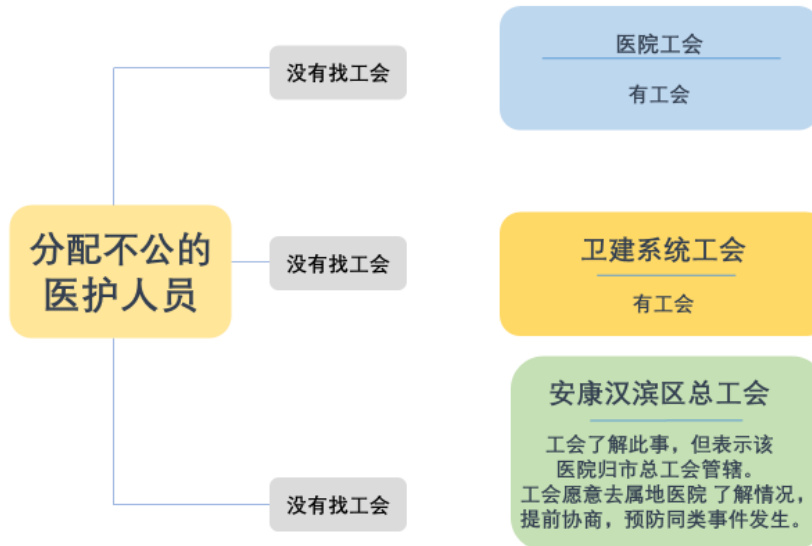 没有找工会
医院工会
有工会
分配不公的
医护人员
没有找工会
卫建系统工会
有工会
没有找工会
安康汉滨区总工会
工会了解此事，但表示该
医院归市总工会管辖。
工会愿意去属地医院 了解情况，
提前协商，预防同类事件发生。